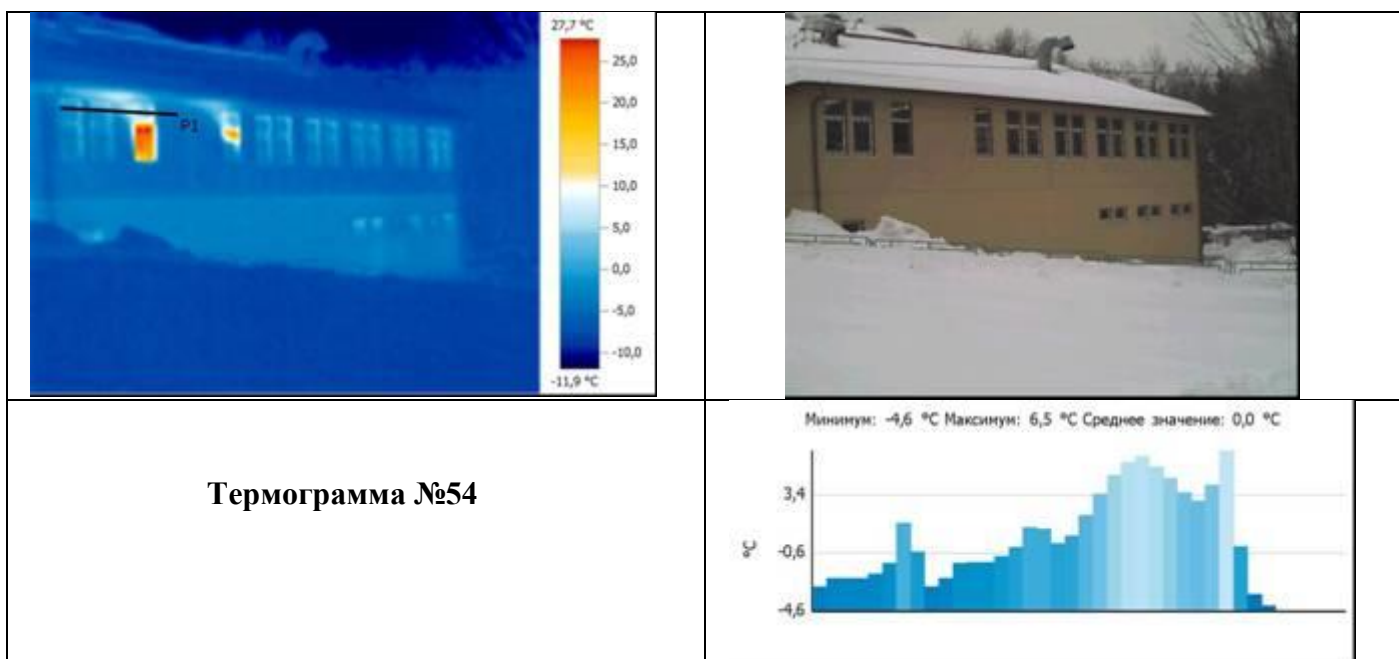 27,7 °C
25,0
20,0
15,0
10,0
5,0
0,0
-5,0
-10,0
-11,9 °C
P1
Термограмма №54
Минимум: -4,6 °C Максимум: 6,5 °C Среднее значение: 0,0 °C
3,4
-0,6
-4,6
°C